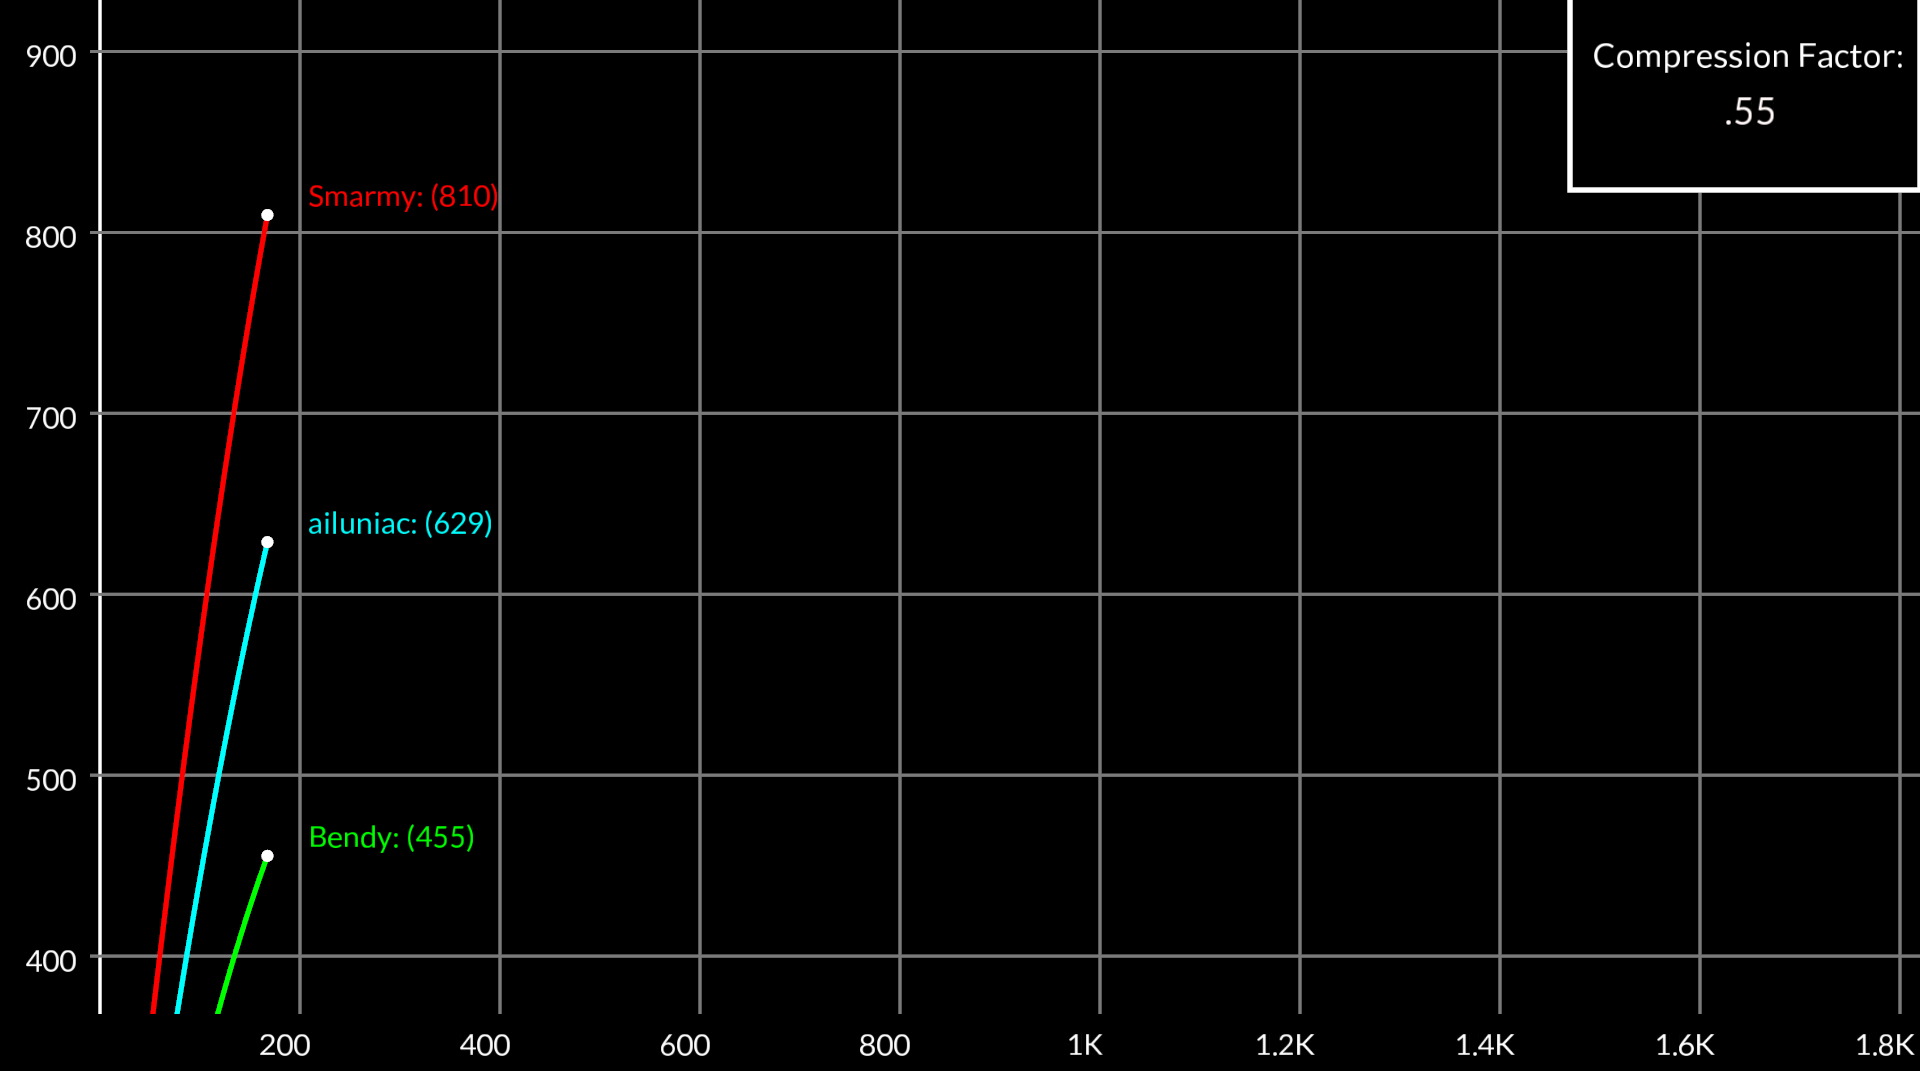 900
Compression Factor:
.55
Smarmy: (810)
800
700
ailuniac: (629)
600
500
Bendy: (455)
400
200 400 600 800 1K 1.2K 1.4K 1.6K 1.8K